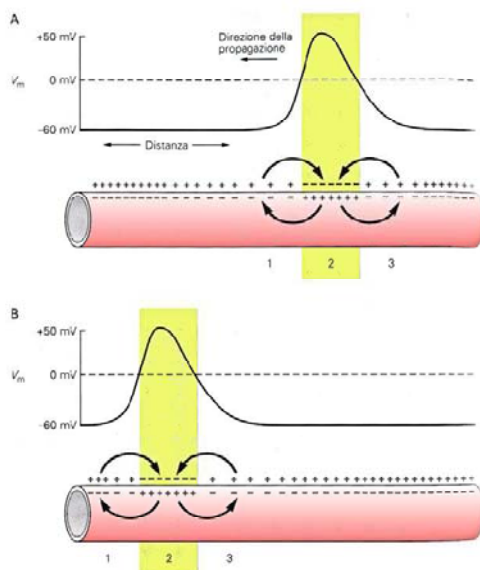 A
+50 mV
Direzione della
propagazione
Vm
0 mV
−60 mV
Distanza
1 2 3
B
+50 mV
Vm
0 mV
-60 mV
1 2 3